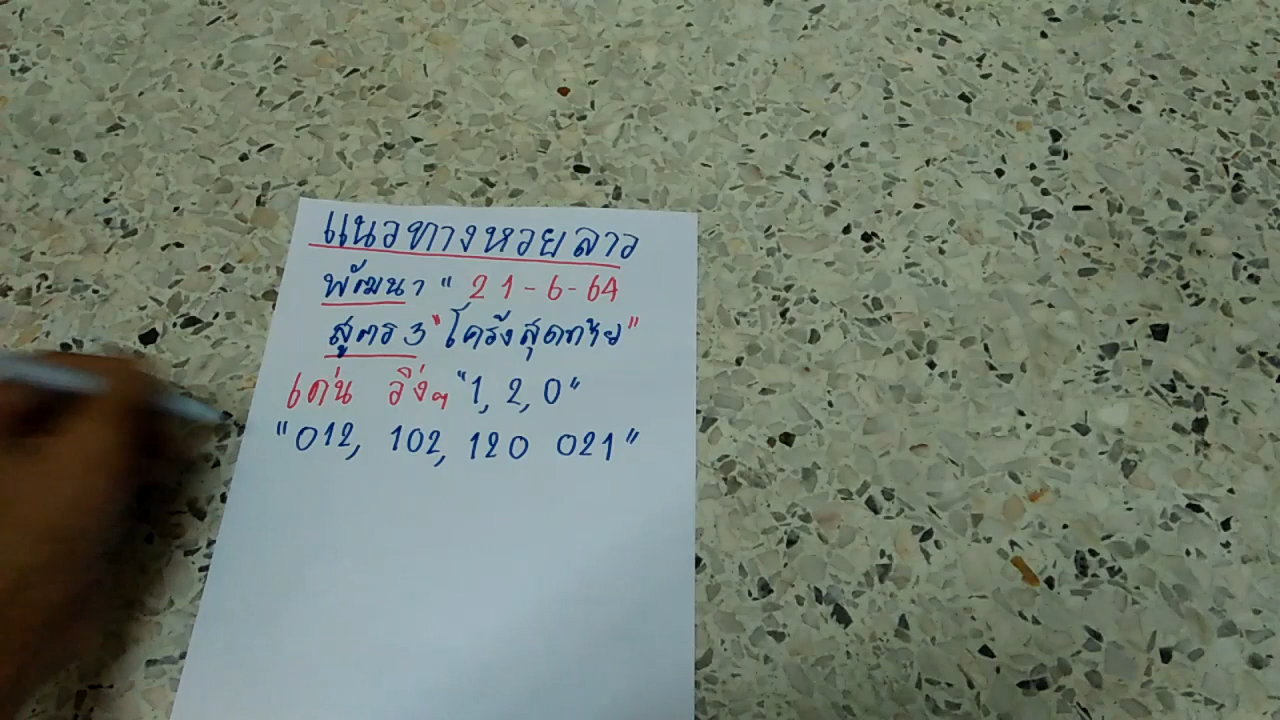 แนวทางหวยลาว
พัฒนา " 21-6-64
สูตร 3 "โค้งสุดท้าย"
เด่น วิ่งๆ "1, 2, 0"
"012, 102, 120 021"